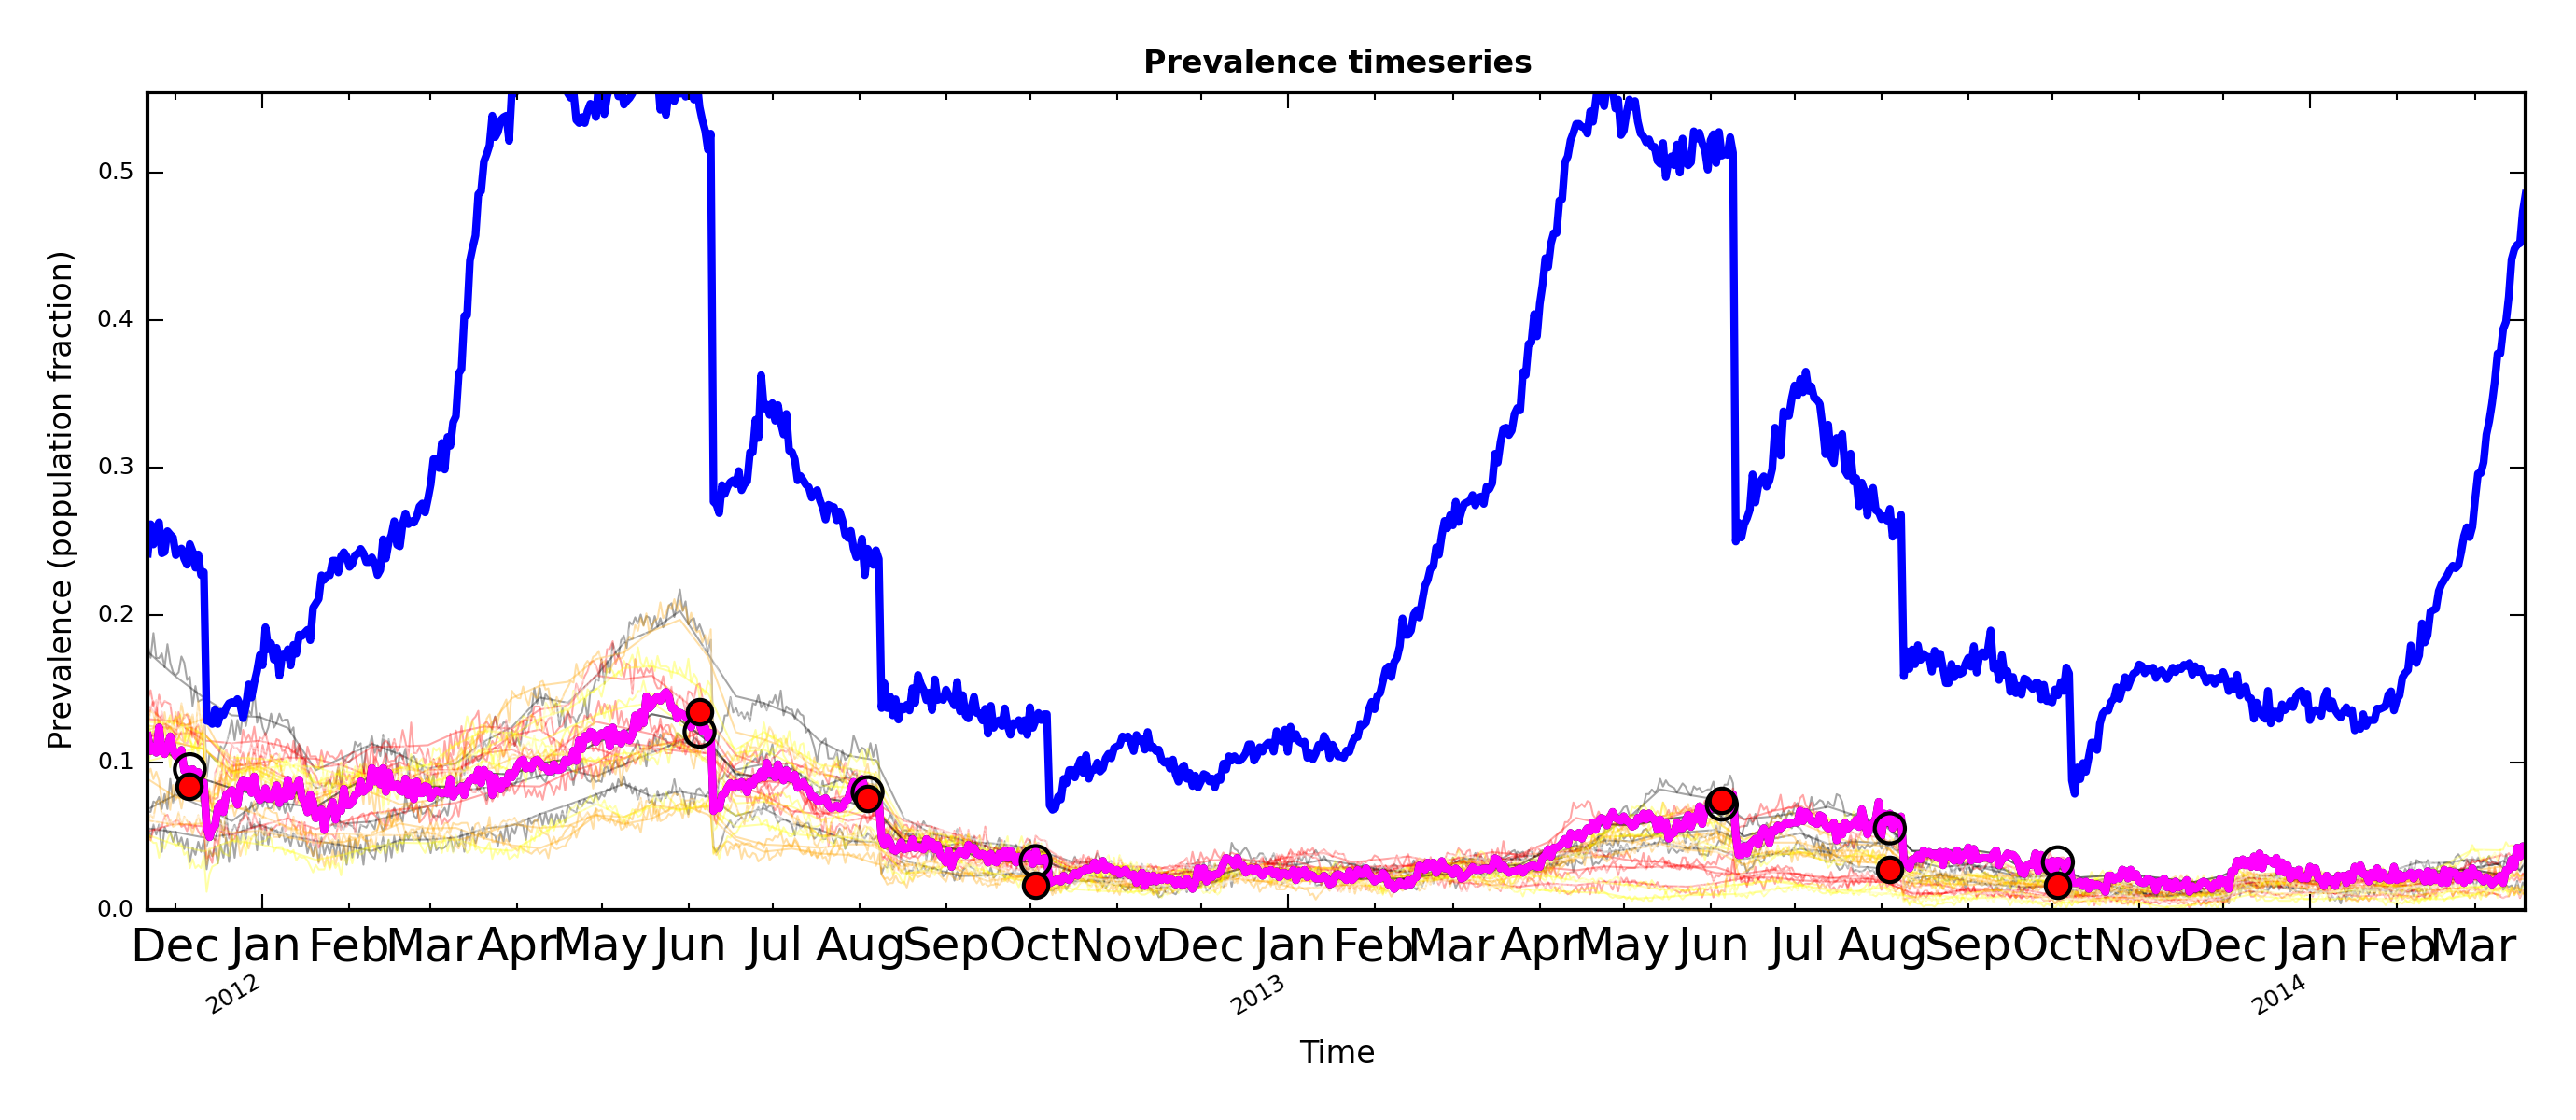 Prevalence timeseries
Prevalence (population fraction)
0.5
0.4
0.3
0.2
0.1
0.0
Dec Jan Feb Mar Apr May Jun Jul Aug Sep Oct Nov Dec Jan Feb Mar Apr May Jun Jul Aug Sep Oct Nov Dec Jan Feb Mar
2012 2013 2014
Time